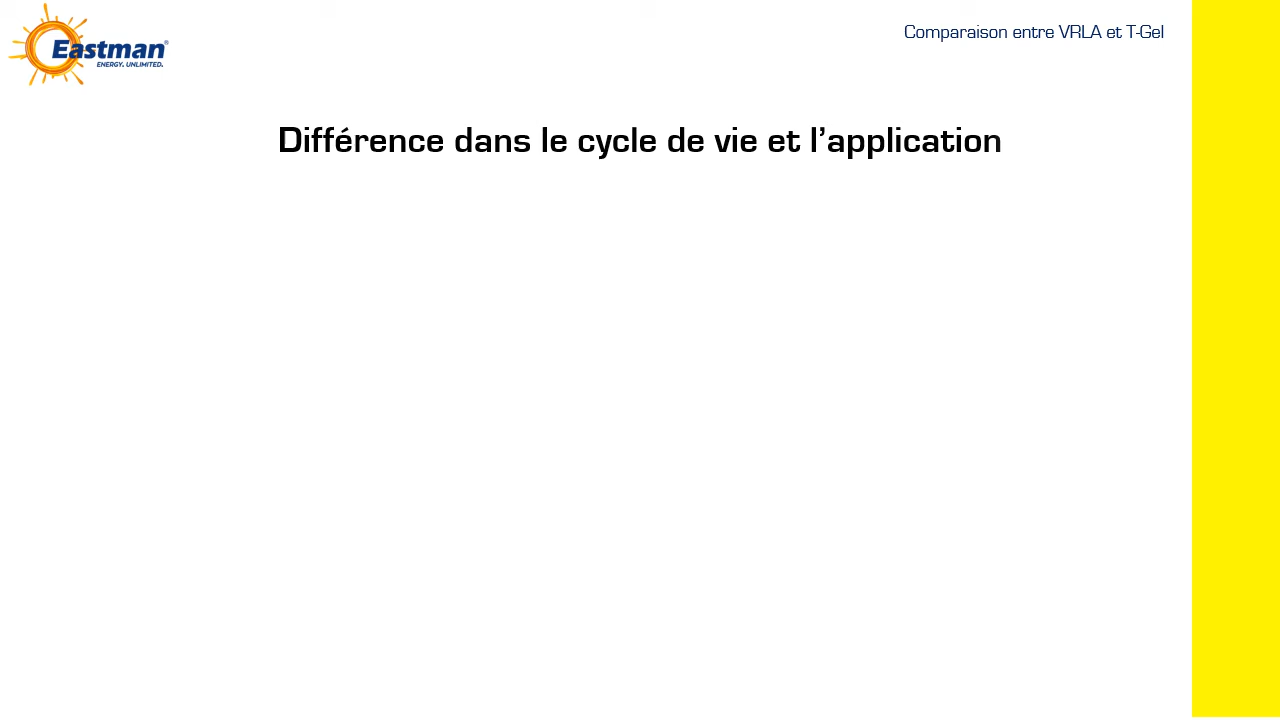 Eastman®
ENERGY. UNLIMITED.
Comparaison entre VRLA et T-Gel
Différence dans le cycle de vie et l’application